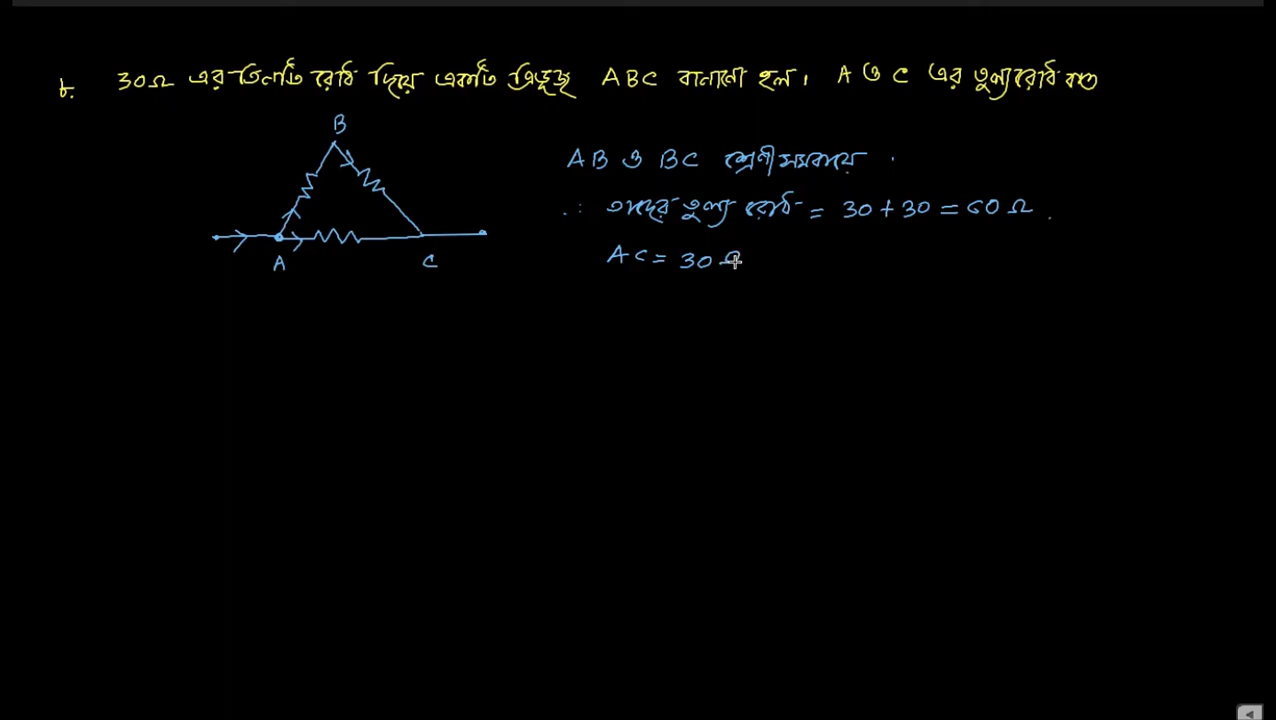 ৮. 30Ω এর তিনটি রোধ দিয়ে একটি ত্রিভুজ ABC বানানো হল। A ও C এর তুল্যরোধ কত
B
A
C
AB ও BC শ্রেণী সমবায়ে
∴ তাদের তুল্য রোধ = 30 + 30 = 60 Ω.
AC = 30 Ω